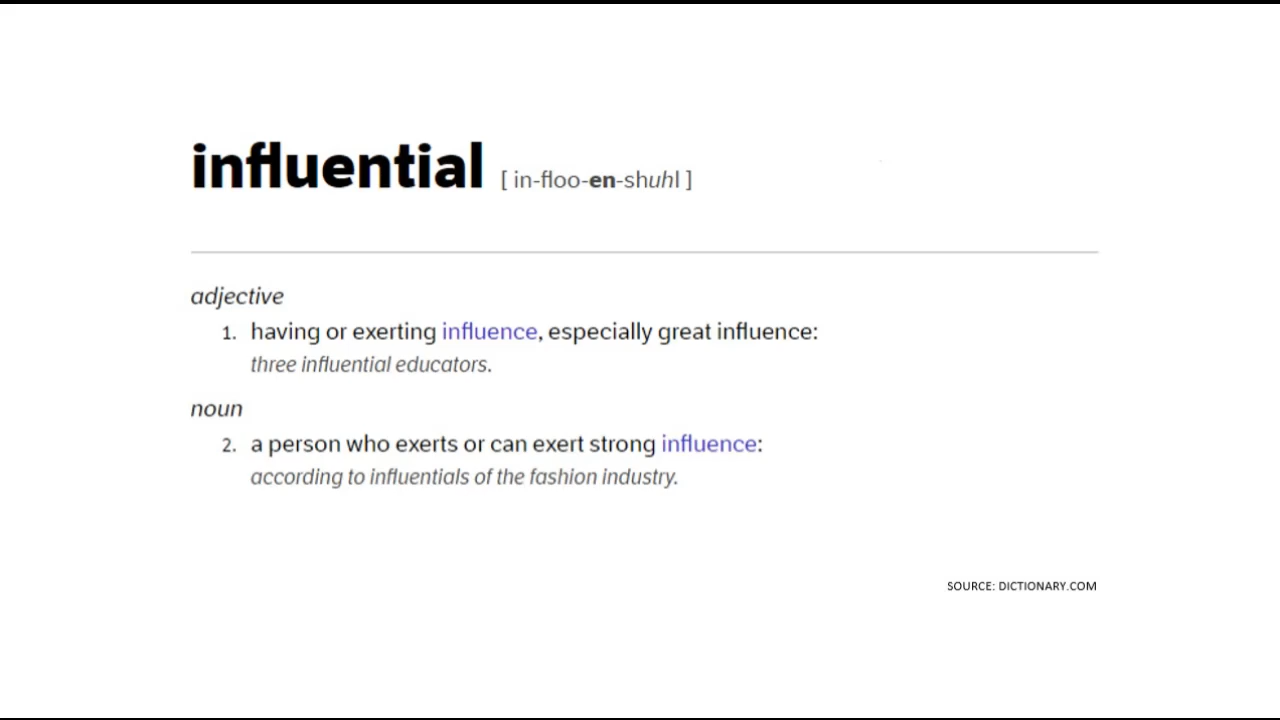 influential [ in-floo-en-shuhl ]
adjective
1. having or exerting influence, especially great influence:
three influential educators.
noun
2. a person who exerts or can exert strong influence:
according to influentials of the fashion industry.
SOURCE: DICTIONARY.COM